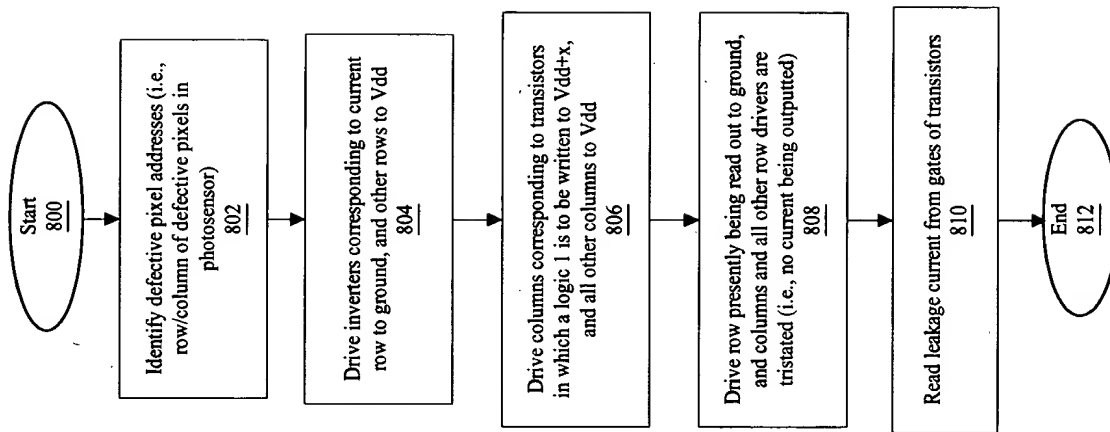 Start
800
Identify defective pixel addresses (i.e.,
row/column of defective pixels in
photosensor)
802
Drive inverters corresponding to current
row to ground, and other rows to Vdd
804
Drive columns corresponding to transistors
in which a logic 1 is to be written to Vdd+x,
and all other columns to Vdd
806
Drive row presently being read out to ground,
and columns and all other row drivers are
tristated (i.e., no current being outputted)
808
Read leakage current from gates of transistors
810
End
812